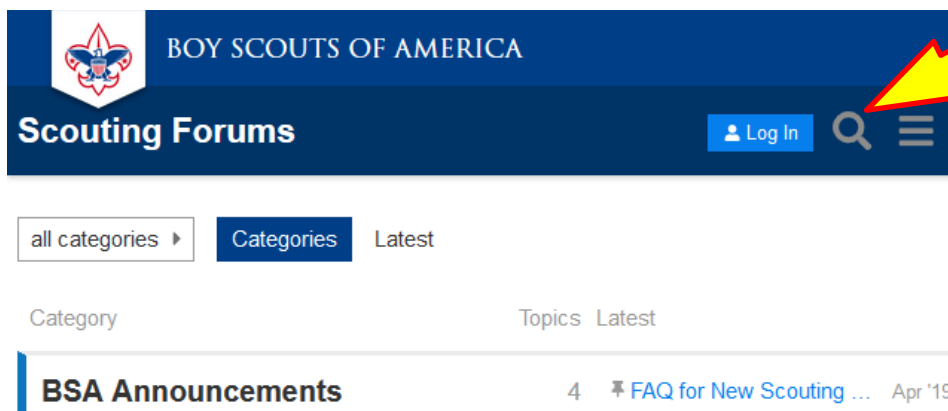 BOY SCOUTS OF AMERICA
Scouting Forums
Log In
all categories Categories Latest
Category Topics Latest
BSA Announcements 4 FAQ for New Scouting ... Apr '19